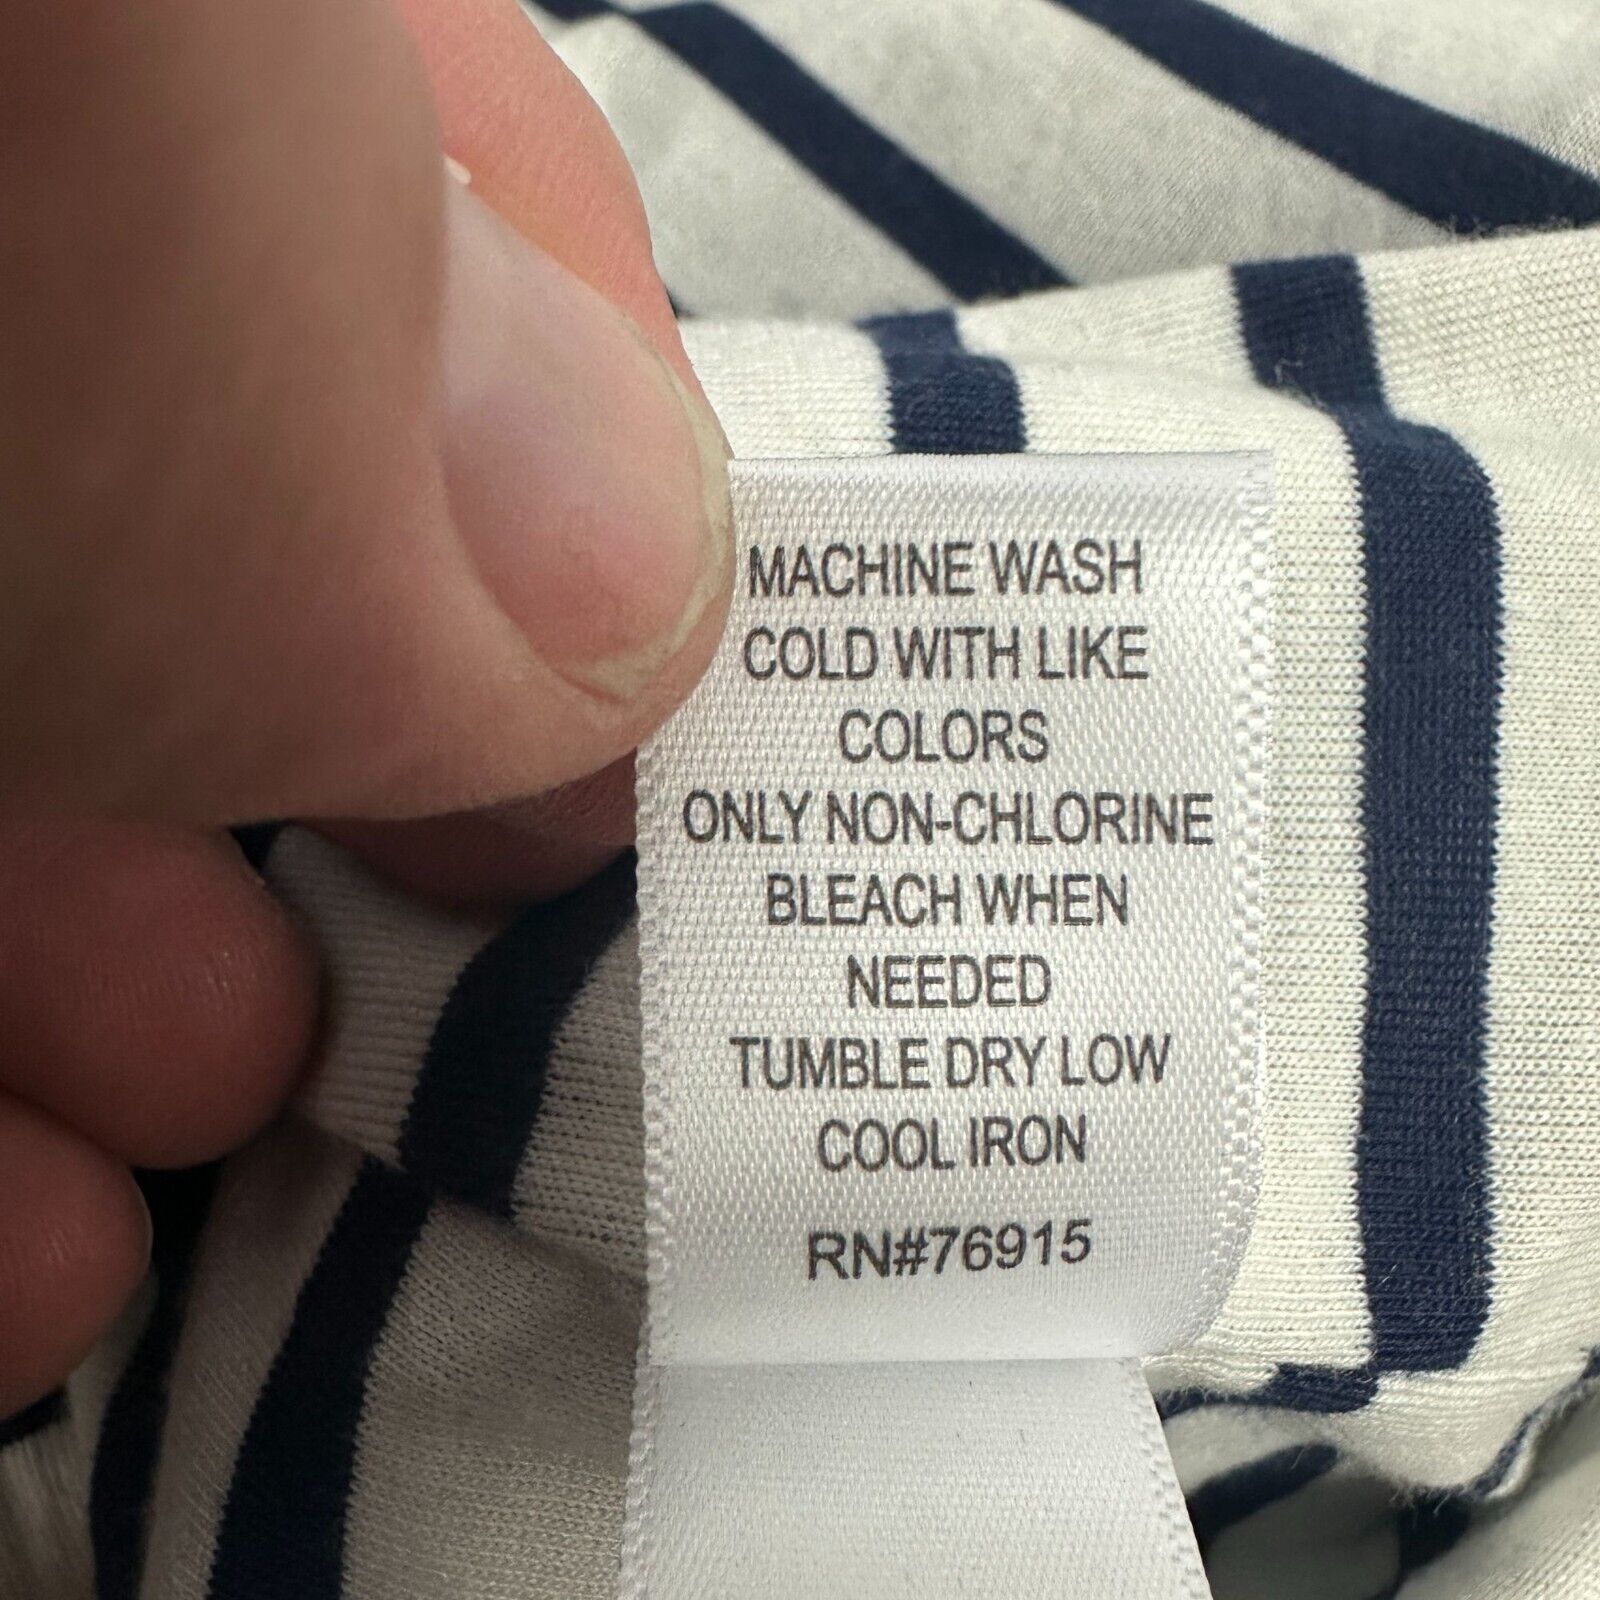 MACHINE WASH
COLD WITH LIKE
COLORS
ONLY NON-CHLORINE
BLEACH WHEN
NEEDED
TUMBLE DRY LOW
COOL IRON
RN#76915